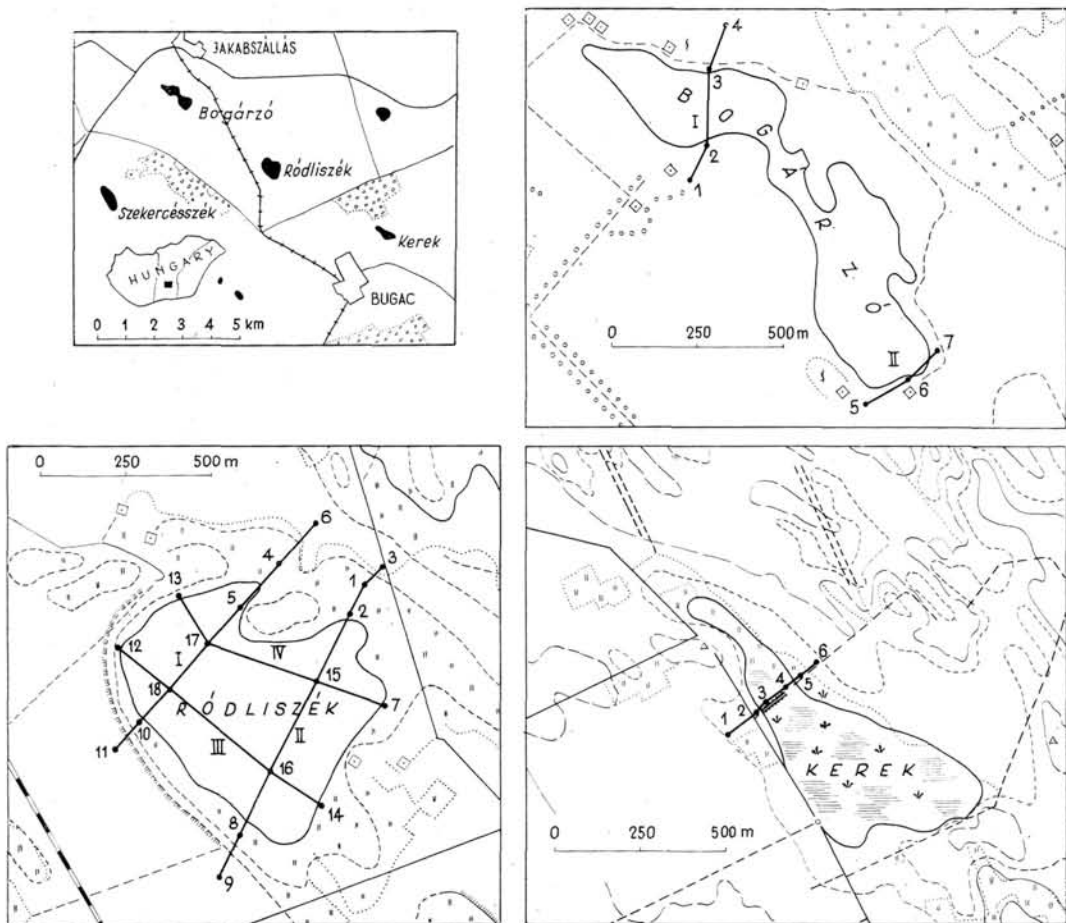 JAKABSZÁLLÁS
Bogárzó
Ródliszék
Szekercésszék
Kerek
HUNGARY
BUGAC
0 1 2 3 4 5 km
4
3
BOGÁRZÓ
I
2
1
0 250 500 m
II
7
6
5
0 250 500 m
6
4
3
1
13
5
2
12
17
IV
I
15
18
RÓDLISZÉK
7
10
III
II
11
16
14
8
9
6
4
5
3
1
2
KEREK
0 250 500 m